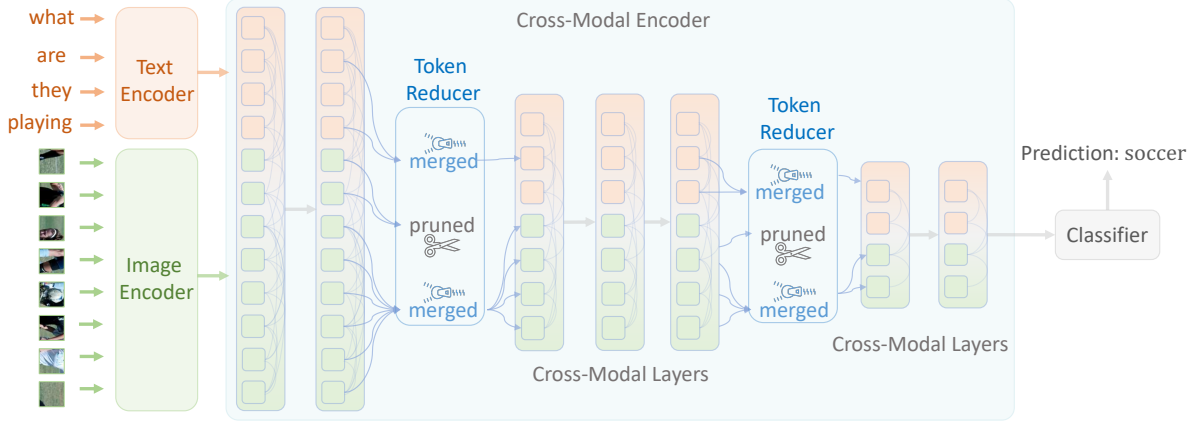 what
are
they
playing
Text
Encoder
Image
Encoder
Cross-Modal Encoder
Token
Reducer
merged
pruned
merged
Cross-Modal Layers
Token
Reducer
merged
pruned
merged
Cross-Modal Layers
Prediction: soccer
Classifier